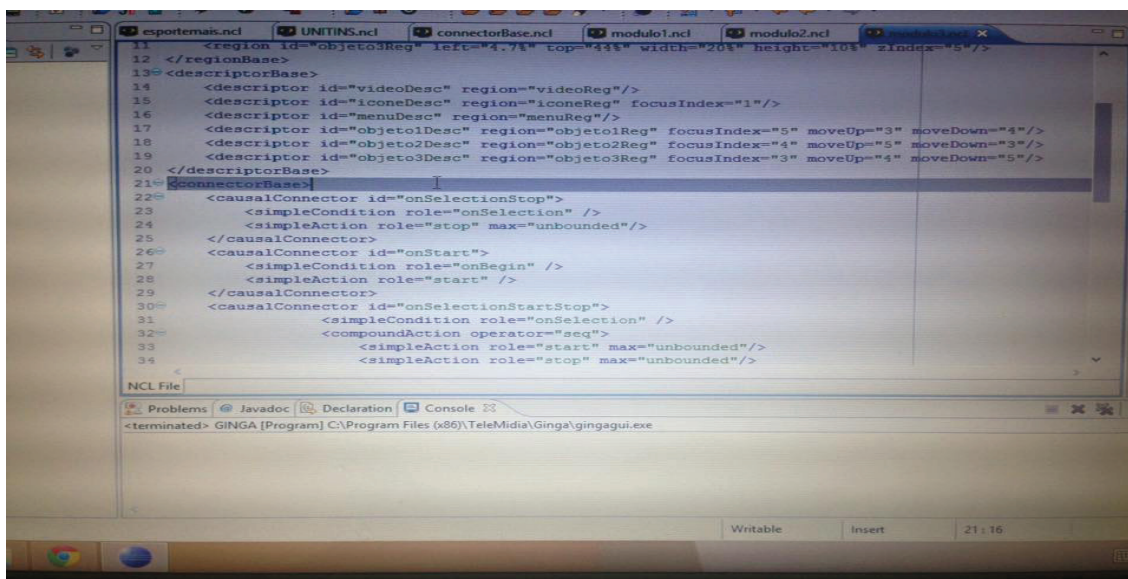 esportemais.ncl UNITINS.ncl connectorBase.ncl modulo1.ncl modulo2.ncl modulo3.ncl
11 <region id="objeto3Reg" left="4.7%" top="44%" width="20%" height="10%" zIndex="5"/>
12 </regionBase>
13 <descriptorBase>
14 <descriptor id="videoDesc" region="videoReg"/>
15 <descriptor id="iconeDesc" region="iconeReg" focusIndex="1"/>
16 <descriptor id="menuDesc" region="menuReg"/>
17 <descriptor id="objeto1Desc" region="objeto1Reg" focusIndex="5" moveUp="3" moveDown="4"/>
18 <descriptor id="objeto2Desc" region="objeto2Reg" focusIndex="4" moveUp="5" moveDown="3"/>
19 <descriptor id="objeto3Desc" region="objeto3Reg" focusIndex="3" moveUp="4" moveDown="5"/>
20 </descriptorBase>
21 <connectorBase>
22 <causalConnector id="onSelectionStop">
23 <simpleCondition role="onSelection" />
24 <simpleAction role="stop" max="unbounded"/>
25 </causalConnector>
26 <causalConnector id="onStart">
27 <simpleCondition role="onBegin" />
28 <simpleAction role="start" />
29 </causalConnector>
30 <causalConnector id="onSelectionStartStop">
31 <simpleCondition role="onSelection" />
32 <compoundAction operator="seq">
33 <simpleAction role="start" max="unbounded"/>
34 <simpleAction role="stop" max="unbounded"/>
NCL File
Problems Javadoc Declaration Console
<terminated> GINGA [Program] C:\Program Files (x86)\TeleMidia\Ginga\gingagui.exe
Writable Insert 21 : 16